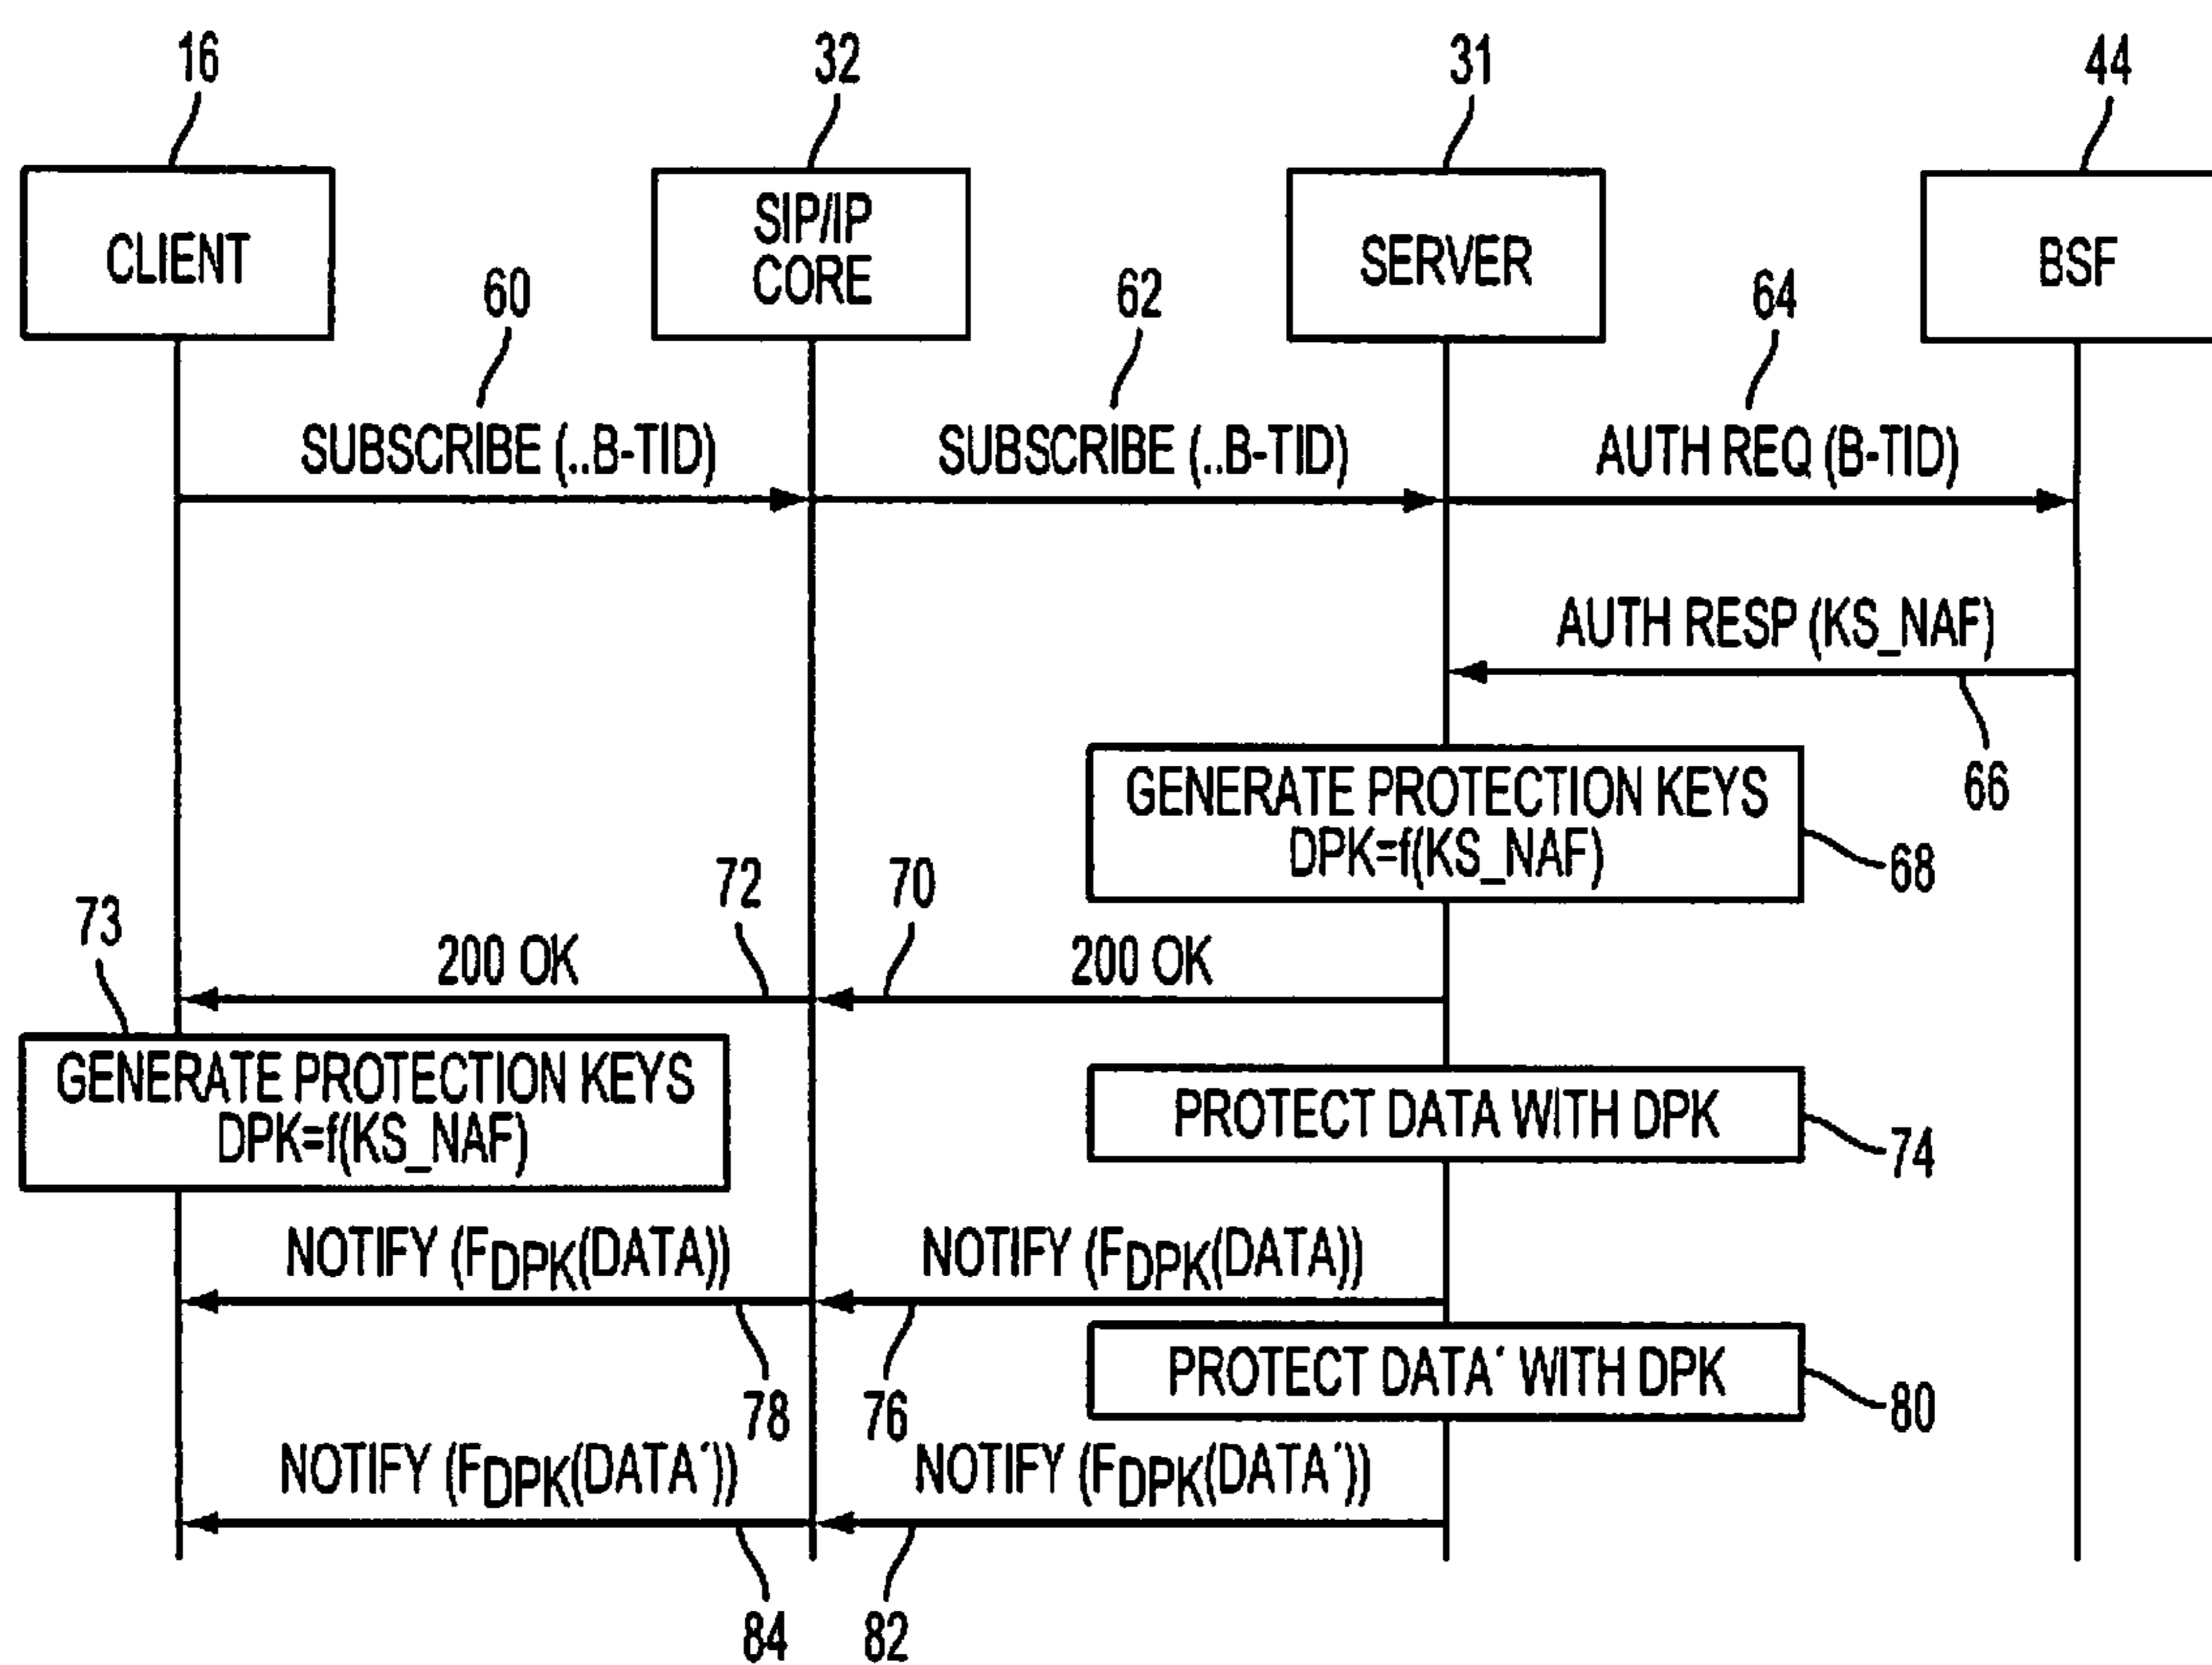 16
32
31
44
CLIENT
SIP/IP
CORE
SERVER
BSF
60
62
64
SUBSCRIBE (..B-TID)
SUBSCRIBE (..B-TID)
AUTH REQ (B-TID)
AUTH RESP (KS_NAF)
66
GENERATE PROTECTION KEYS
DPK=f(KS_NAF)
68
72
70
73
200 OK
200 OK
GENERATE PROTECTION KEYS
DPK=f(KS_NAF)
PROTECT DATA WITH DPK
74
NOTIFY (FDPK(DATA))
NOTIFY (FDPK(DATA))
78
76
PROTECT DATA´ WITH DPK
80
NOTIFY (FDPK(DATA´))
NOTIFY (FDPK(DATA´))
84
82